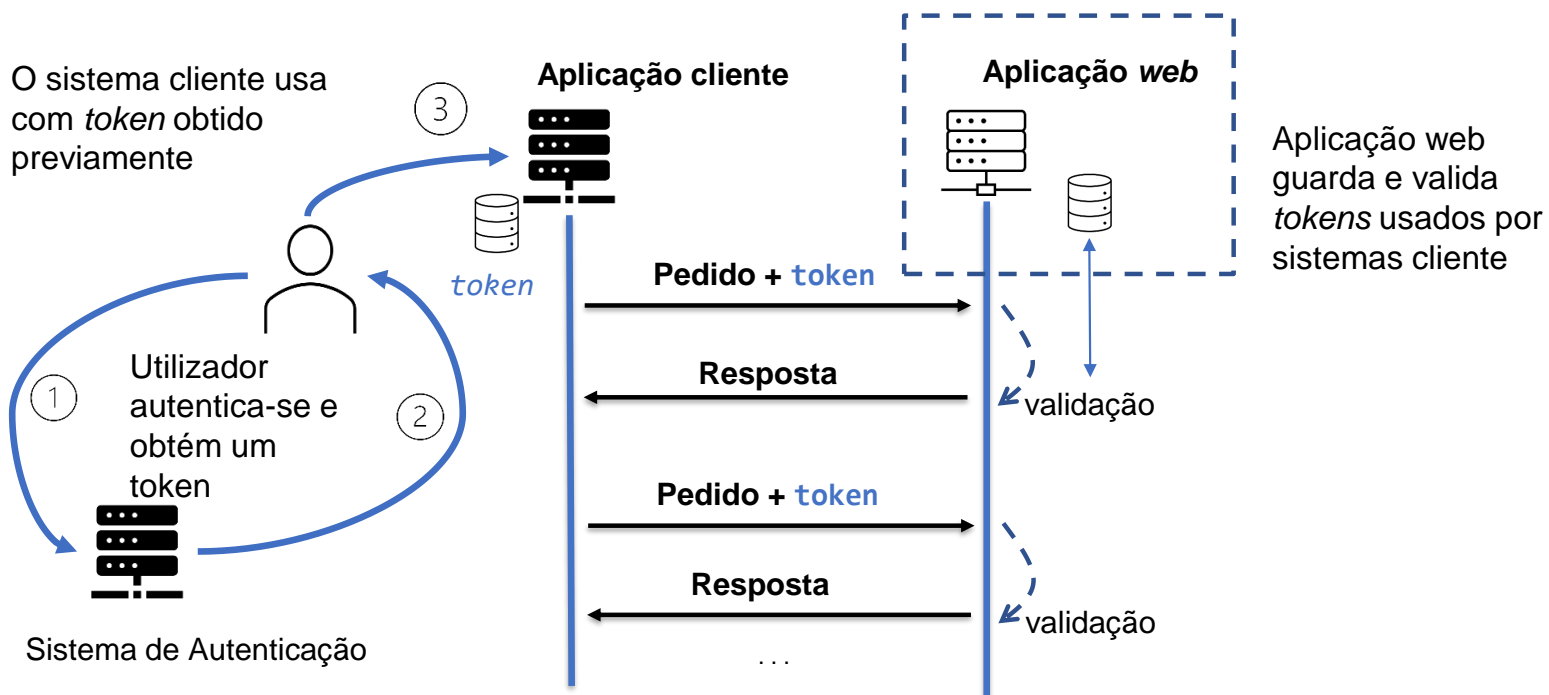 O sistema cliente usa
com token obtido
previamente
3
Aplicação cliente
Aplicação web
Aplicação web
guarda e valida
tokens usados por
sistemas cliente
token
Pedido + token
Resposta
validação
1
Utilizador
autentica-se e
obtém um
token
2
Pedido + token
Resposta
validação
Sistema de Autenticação
...